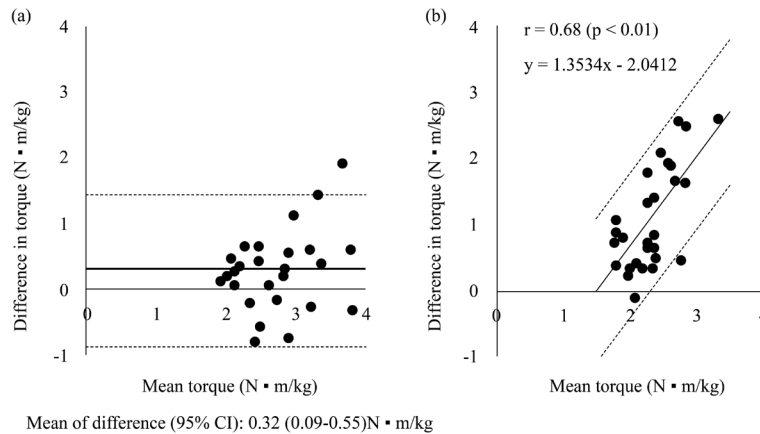 (a)
4
3
2
1
0
-1
0
1
2
3
4
Difference in torque (N ▪ m/kg)
Mean torque (N ▪ m/kg)
Mean of difference (95% CI): 0.32 (0.09-0.55)N ▪ m/kg
(b)
r = 0.68 (p < 0.01)
y = 1.3534x - 2.0412
4
3
2
1
0
-1
0
1
2
3
4
Difference in torque (N ▪ m/kg)
Mean torque (N ▪ m/kg)